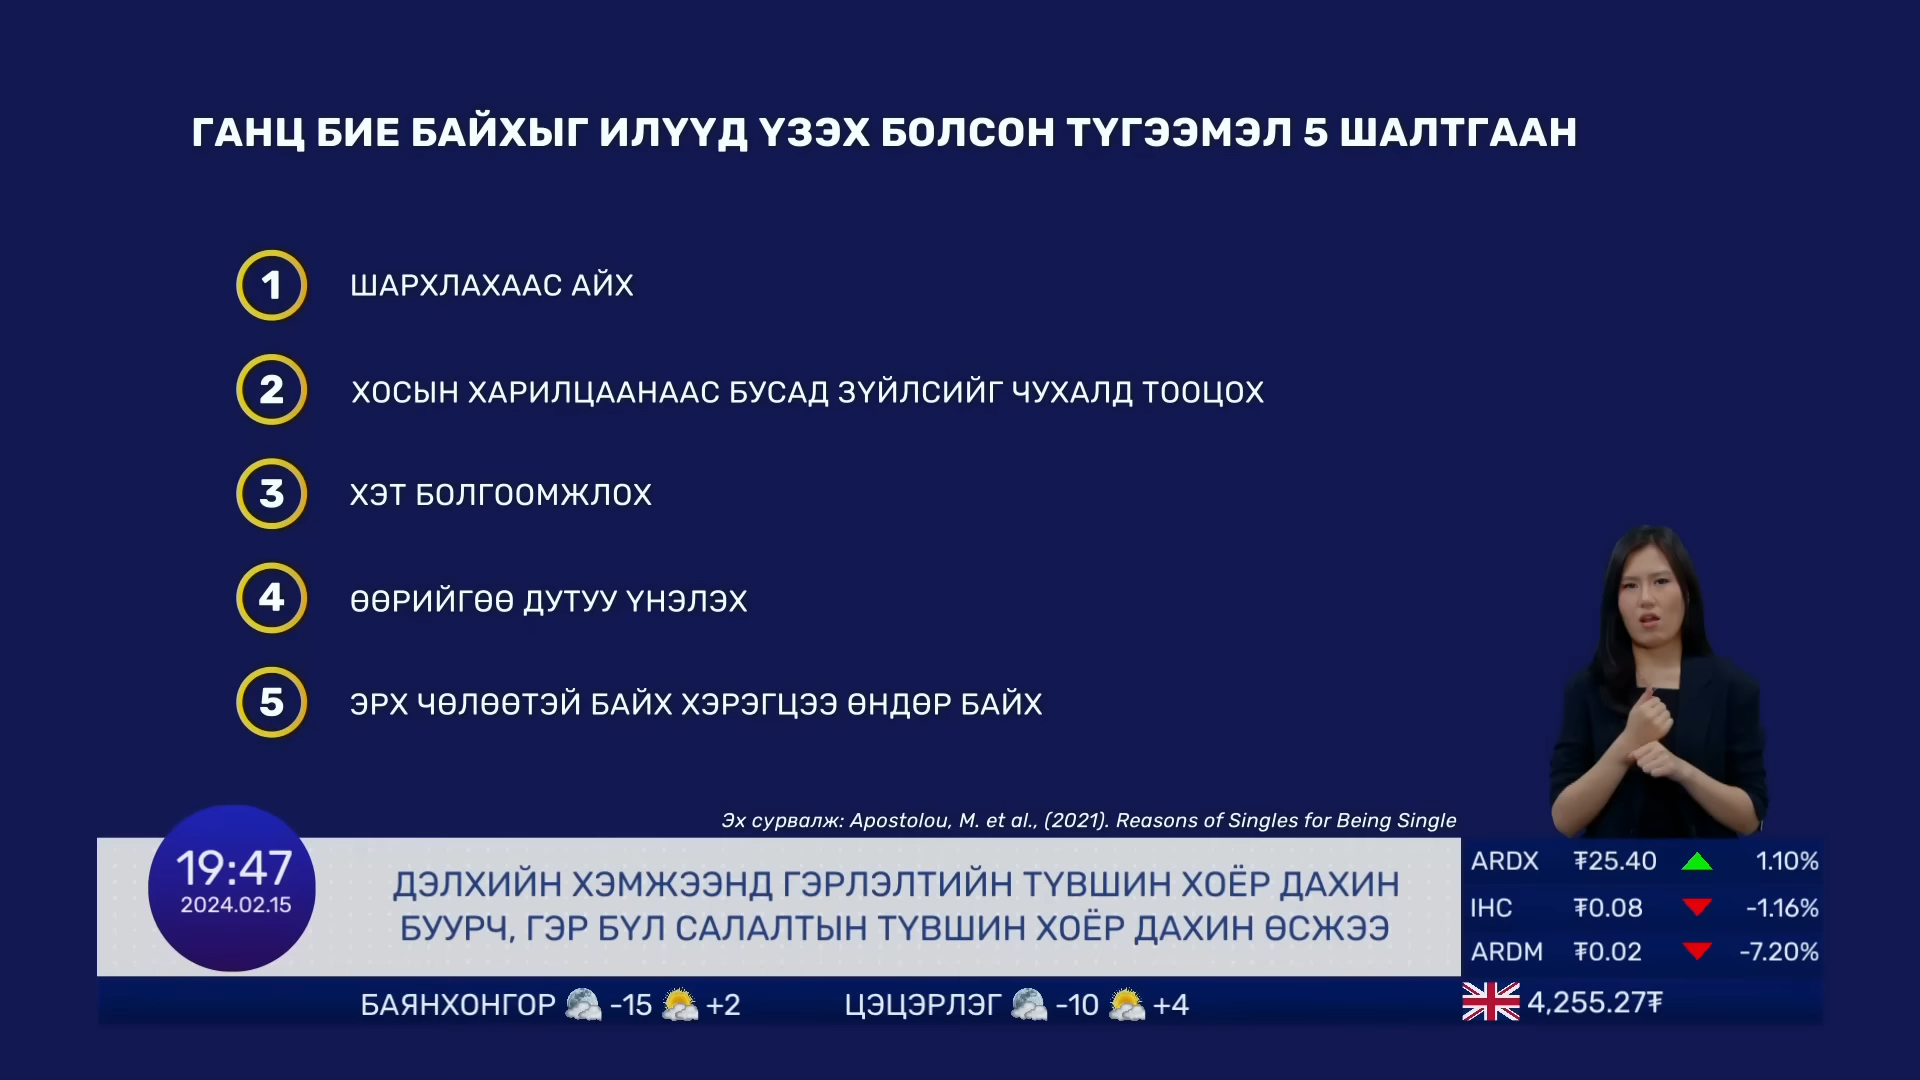 ГАНЦ БИЕ БАЙХЫГ ИЛҮҮД ҮЗЭХ БОЛСОН ТҮГЭЭМЭЛ 5 ШАЛТГААН
1 ШАРХЛАХААС АЙХ
2 ХОСЫН ХАРИЛЦААНААС БУСАД ЗҮЙЛСИЙГ ЧУХАЛД ТООЦОХ
3 ХЭТ БОЛГООМЖЛОХ
4 ӨӨРИЙГӨӨ ДУТУУ ҮНЭЛЭХ
5 ЭРХ ЧӨЛӨӨТЭЙ БАЙХ ХЭРЭГЦЭЭ ӨНДӨР БАЙХ
Эх сурвалж: Apostolou, M. et al., (2021). Reasons of Singles for Being Single
19:47
2024.02.15
ДЭЛХИЙН ХЭМЖЭЭНД ГЭРЛЭЛТИЙН ТҮВШИН ХОЁР ДАХИН
БУУРЧ, ГЭР БҮЛ САЛАЛТЫН ТҮВШИН ХОЁР ДАХИН ӨСЖЭЭ
ARDX ₮25.40 1.10%
IHC ₮0.08 -1.16%
ARDM ₮0.02 -7.20%
БАЯНХОНГОР -15 +2 ЦЭЦЭРЛЭГ -10 +4
4,255.27₮